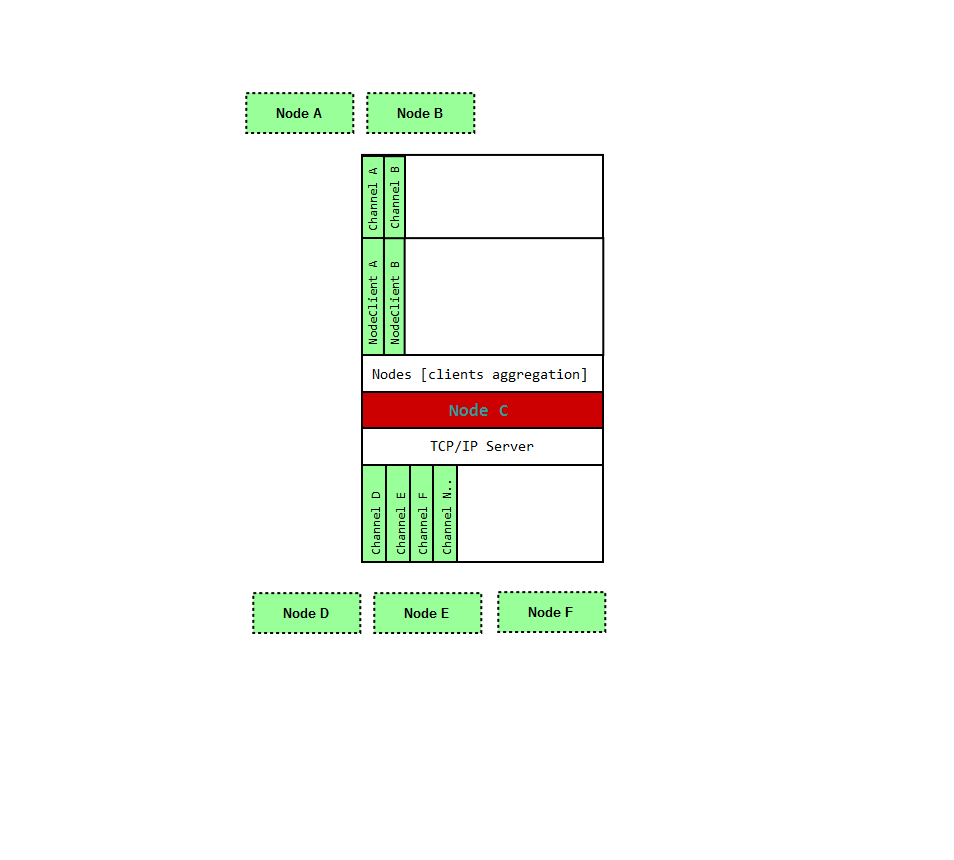 Node A
Node B
Channel A
Channel B
NodeClient A
NodeClient B
Nodes [clients aggregation]
Node C
TCP/IP Server
Channel D
Channel E
Channel F
Channel N..
Node D
Node E
Node F